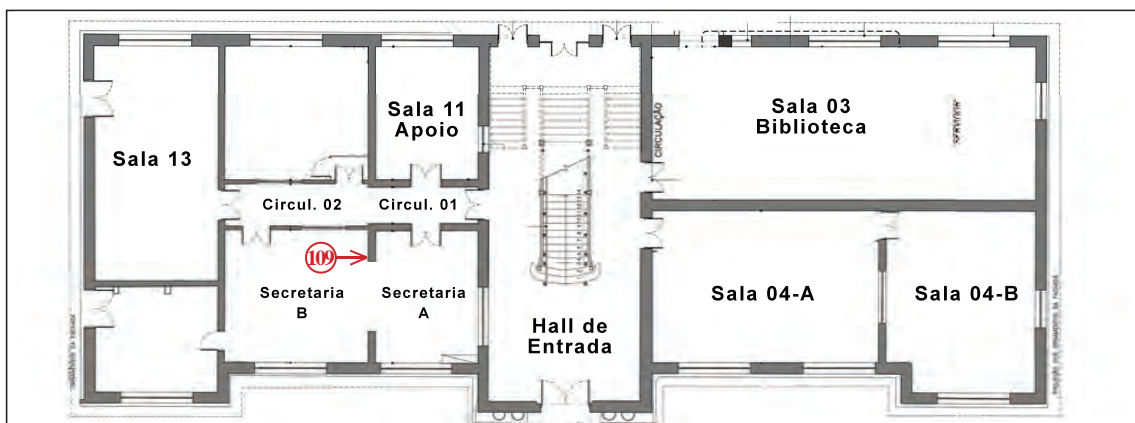 Sala 13
Sala 11
Apoio
Circul. 02
Circul. 01
109
Secretaria
B
Secretaria
A
Hall de
Entrada
CIRCULAÇÃO
Sala 03
Biblioteca
SERVIDOR
Sala 04-A
Sala 04-B